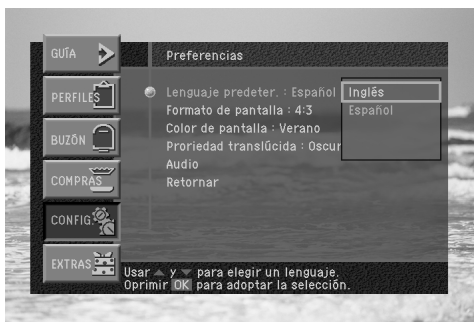 GUÍA
Preferencias
PERFILES
Lenguaje predeter. : Español
Inglés
Español
Formato de pantalla : 4:3
Color de pantalla : Verano
BUZÓN
Proriedad translúcida : Oscur
Audio
COMPRAS
Retornar
CONFIG.
EXTRAS
Usar ▲ y ▼ para elegir un lenguaje.
Oprimir OK para adoptar la selección.